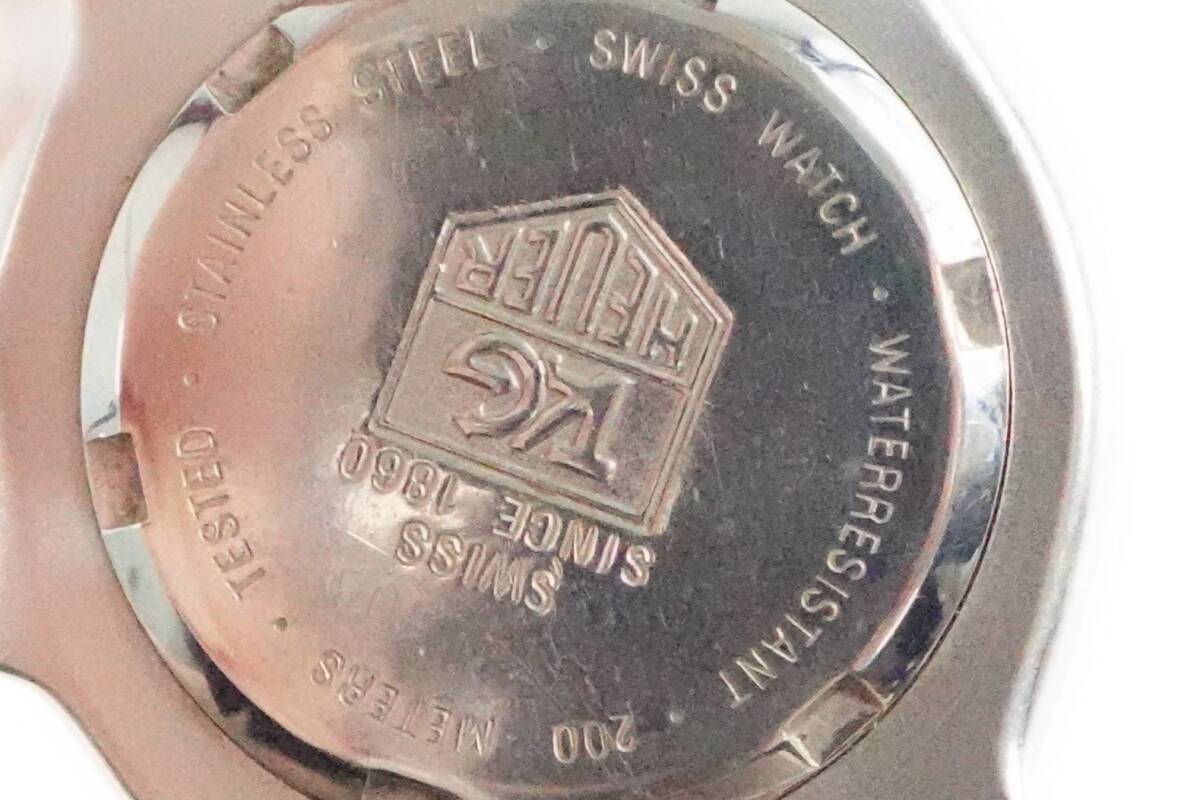 TAG
HEUER
SWISS
SINCE 1860
SWISS WATCH · WATERRESISTANT · 200 METERS · TESTED · STAINLESS STEEL ·